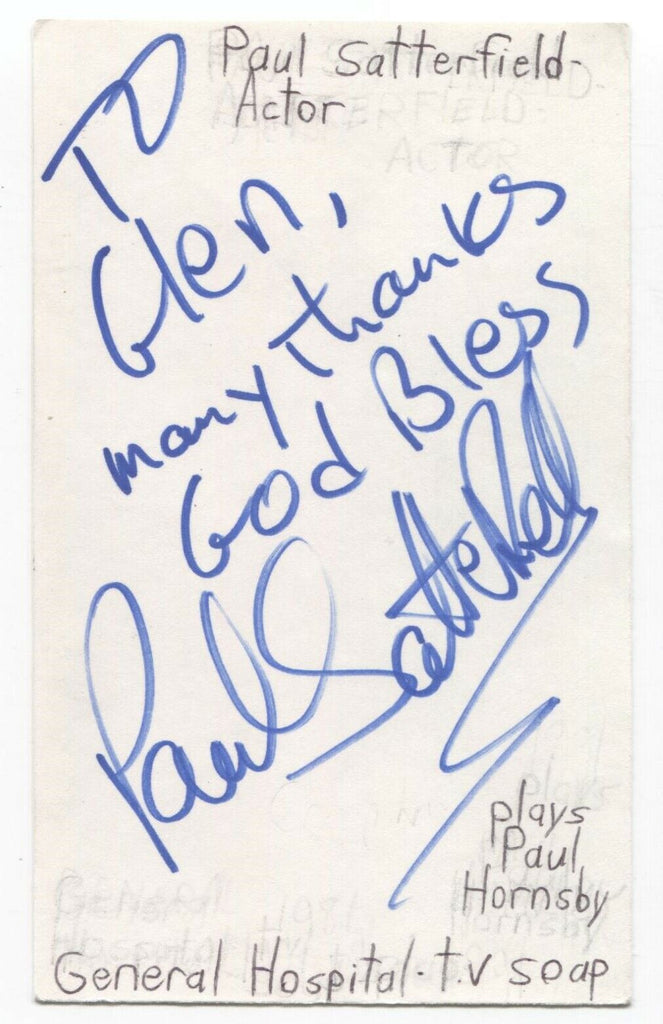 Paul Satterfield-
Actor
To
Glen,
many thanks
God Bless
Paul Satterfield
plays
Paul
Hornsby
General Hospital - t.v soap